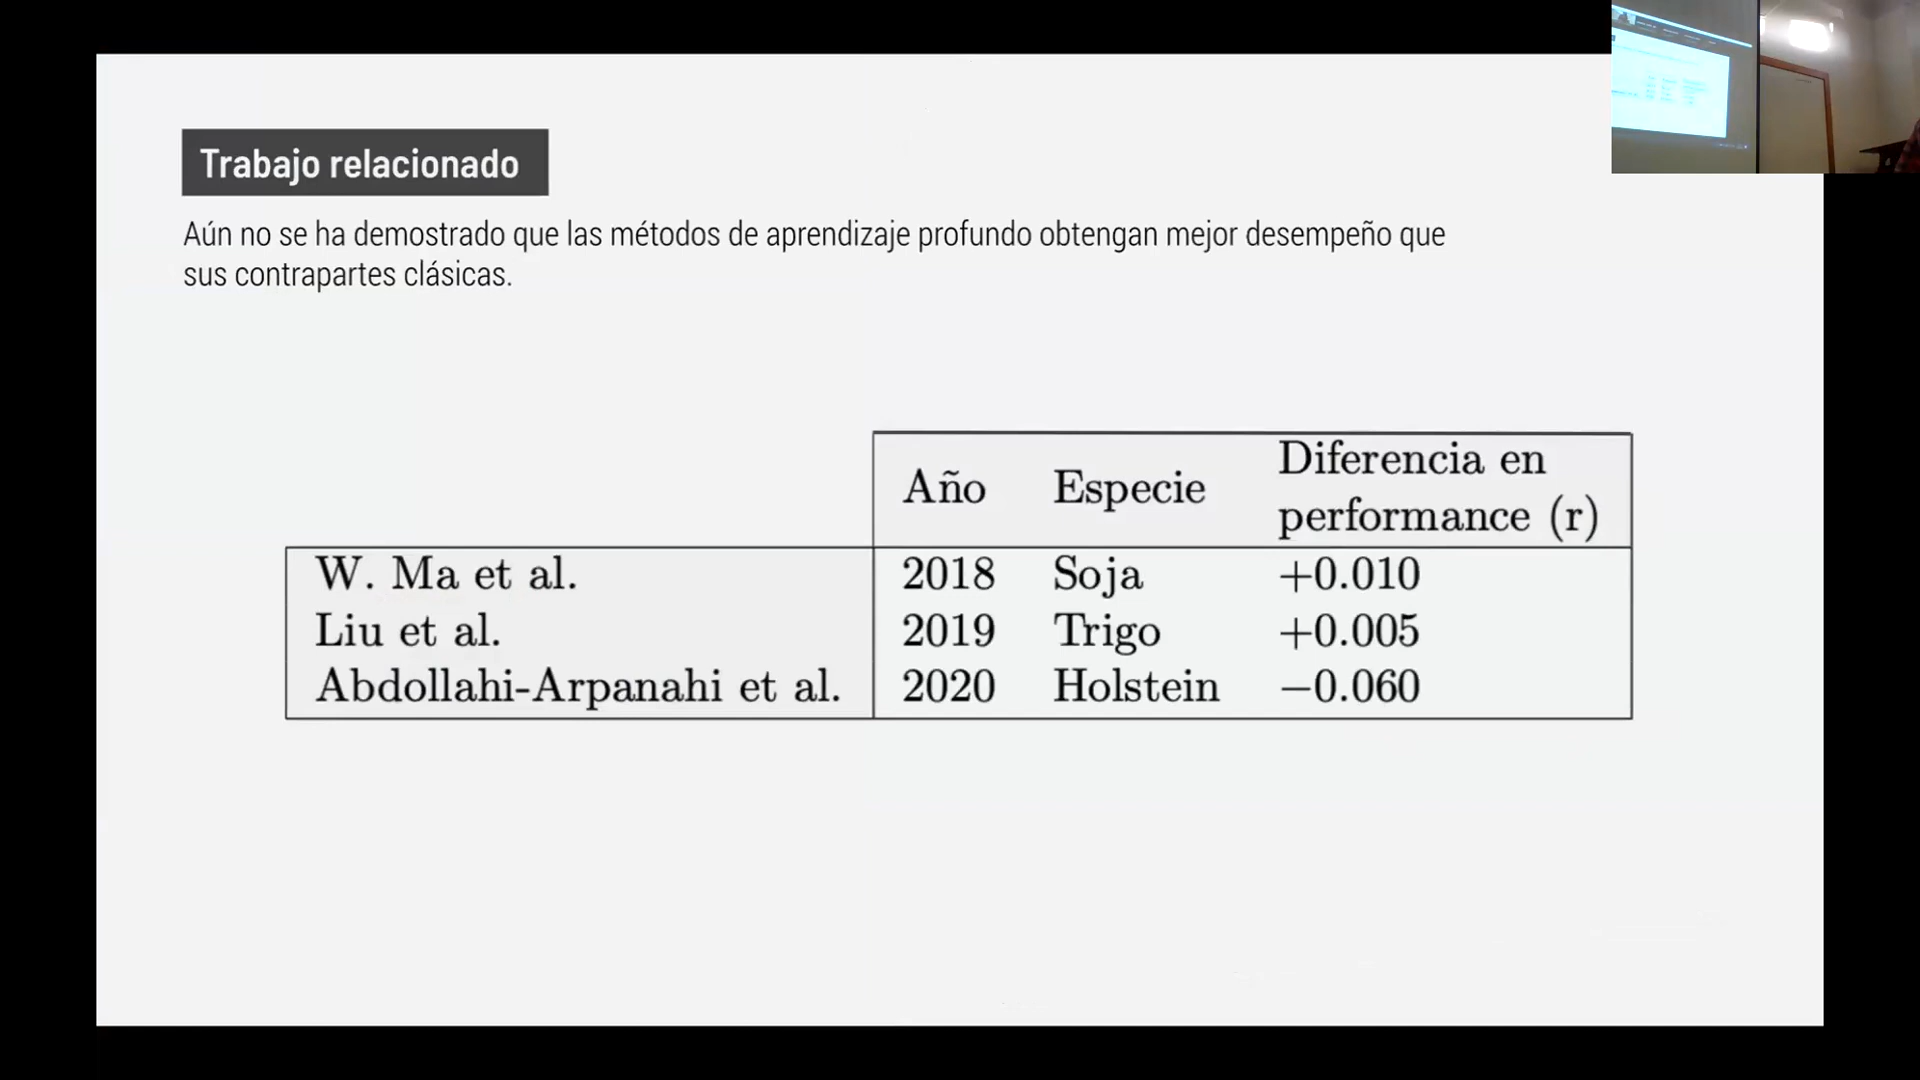 Trabajo relacionado
Aún no se ha demostrado que las métodos de aprendizaje profundo obtengan mejor desempeño que
sus contrapartes clásicas.
Año Especie Diferencia en performance (r)
W. Ma et al. 2018 Soja +0.010
Liu et al. 2019 Trigo +0.005
Abdollahi-Arpanahi et al. 2020 Holstein −0.060